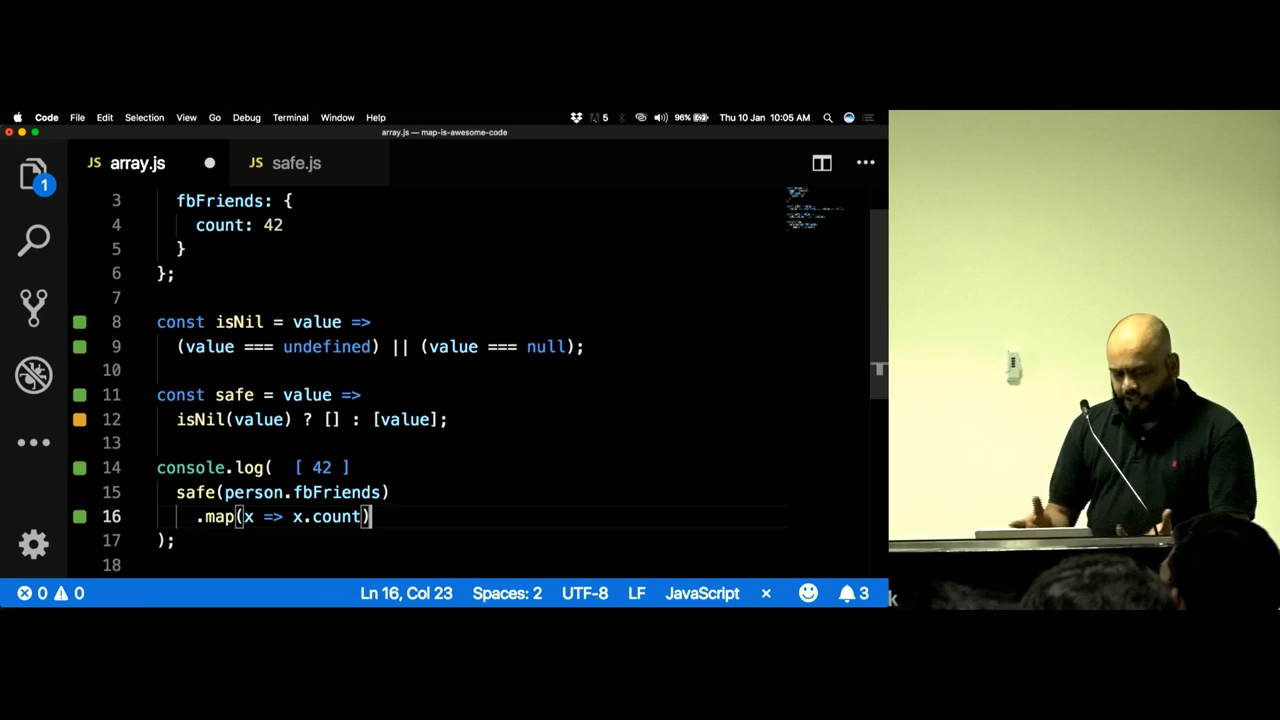 Code File Edit Selection View Go Debug Terminal Window Help 5 96% Thu 10 Jan 10:05 AM
array.js — map-is-awesome-code
JS array.js JS safe.js
1
3 fbFriends: {
4 count: 42
5 }
6 };
7
8 const isNil = value =>
9 (value === undefined) || (value === null);
10
11 const safe = value =>
12 isNil(value) ? [] : [value];
13
14 console.log( [ 42 ]
15 safe(person.fbFriends)
16 .map(x => x.count)
17 );
18
0 0 Ln 16, Col 23 Spaces: 2 UTF-8 LF JavaScript × 3
k